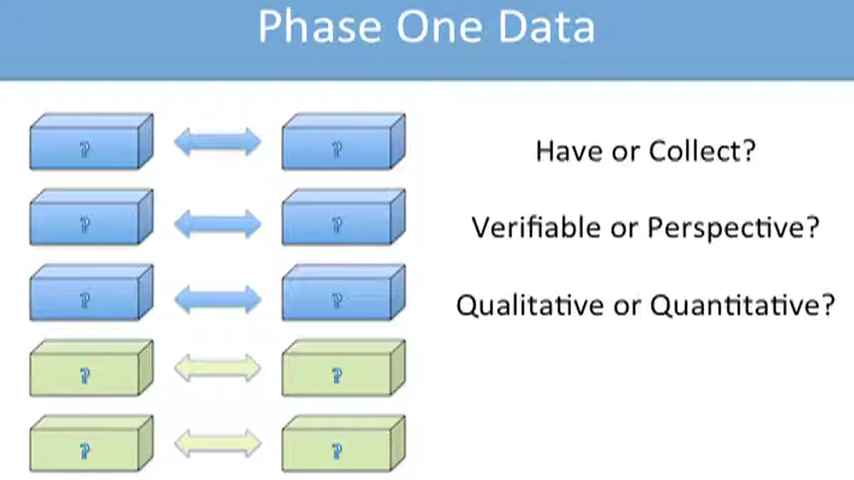 Phase One Data
? ? Have or Collect?
? ? Verifiable or Perspective?
? ? Qualitative or Quantitative?
? ?
? ?